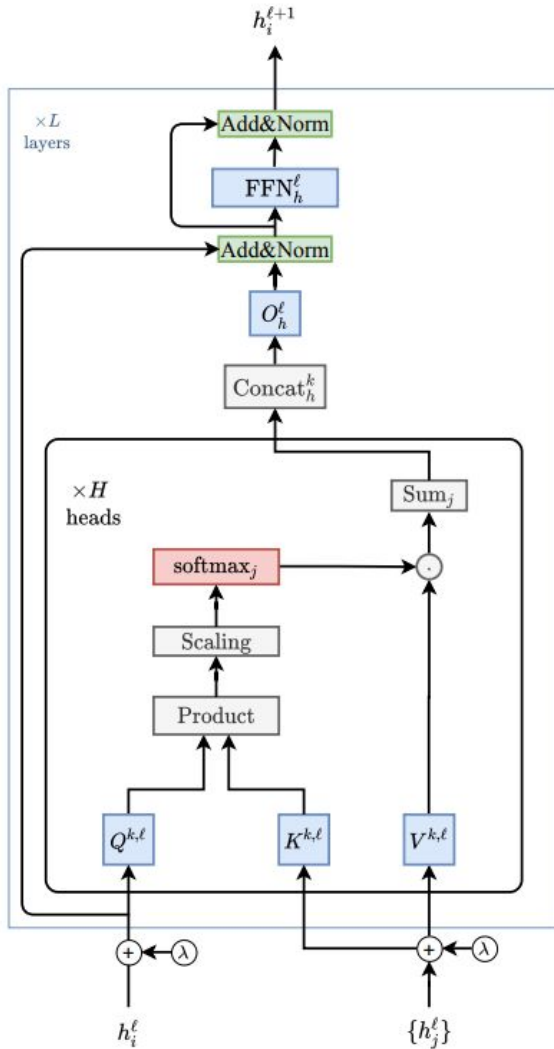 h_i^{ℓ+1}
×L
layers
Add&Norm
FFN_h^ℓ
Add&Norm
O_h^ℓ
Concat_h^k
×H
heads
Sum_j
softmax_j
·
Scaling
Product
Q^{k,ℓ}
K^{k,ℓ}
V^{k,ℓ}
+
λ
+
λ
h_i^ℓ
{h_j^ℓ}